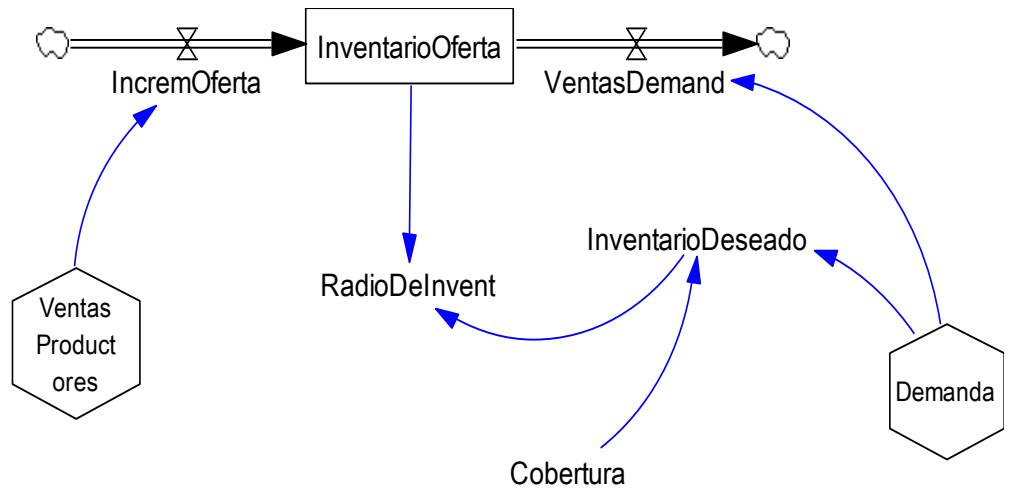 InventarioOferta
IncremOferta
VentasDemand
InventarioDeseado
RadioDeInvent
Ventas
Product
ores
Demanda
Cobertura